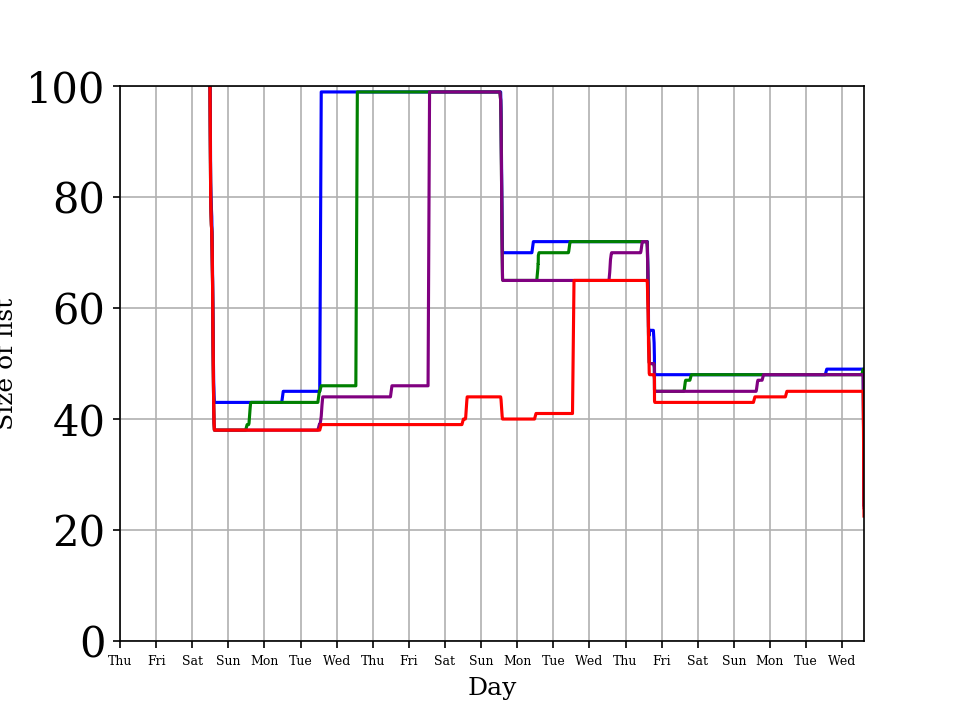 100
80
60
40
20
0
Size of list
Thu Fri Sat Sun Mon Tue Wed Thu Fri Sat Sun Mon Tue Wed Thu Fri Sat Sun Mon Tue Wed
Day